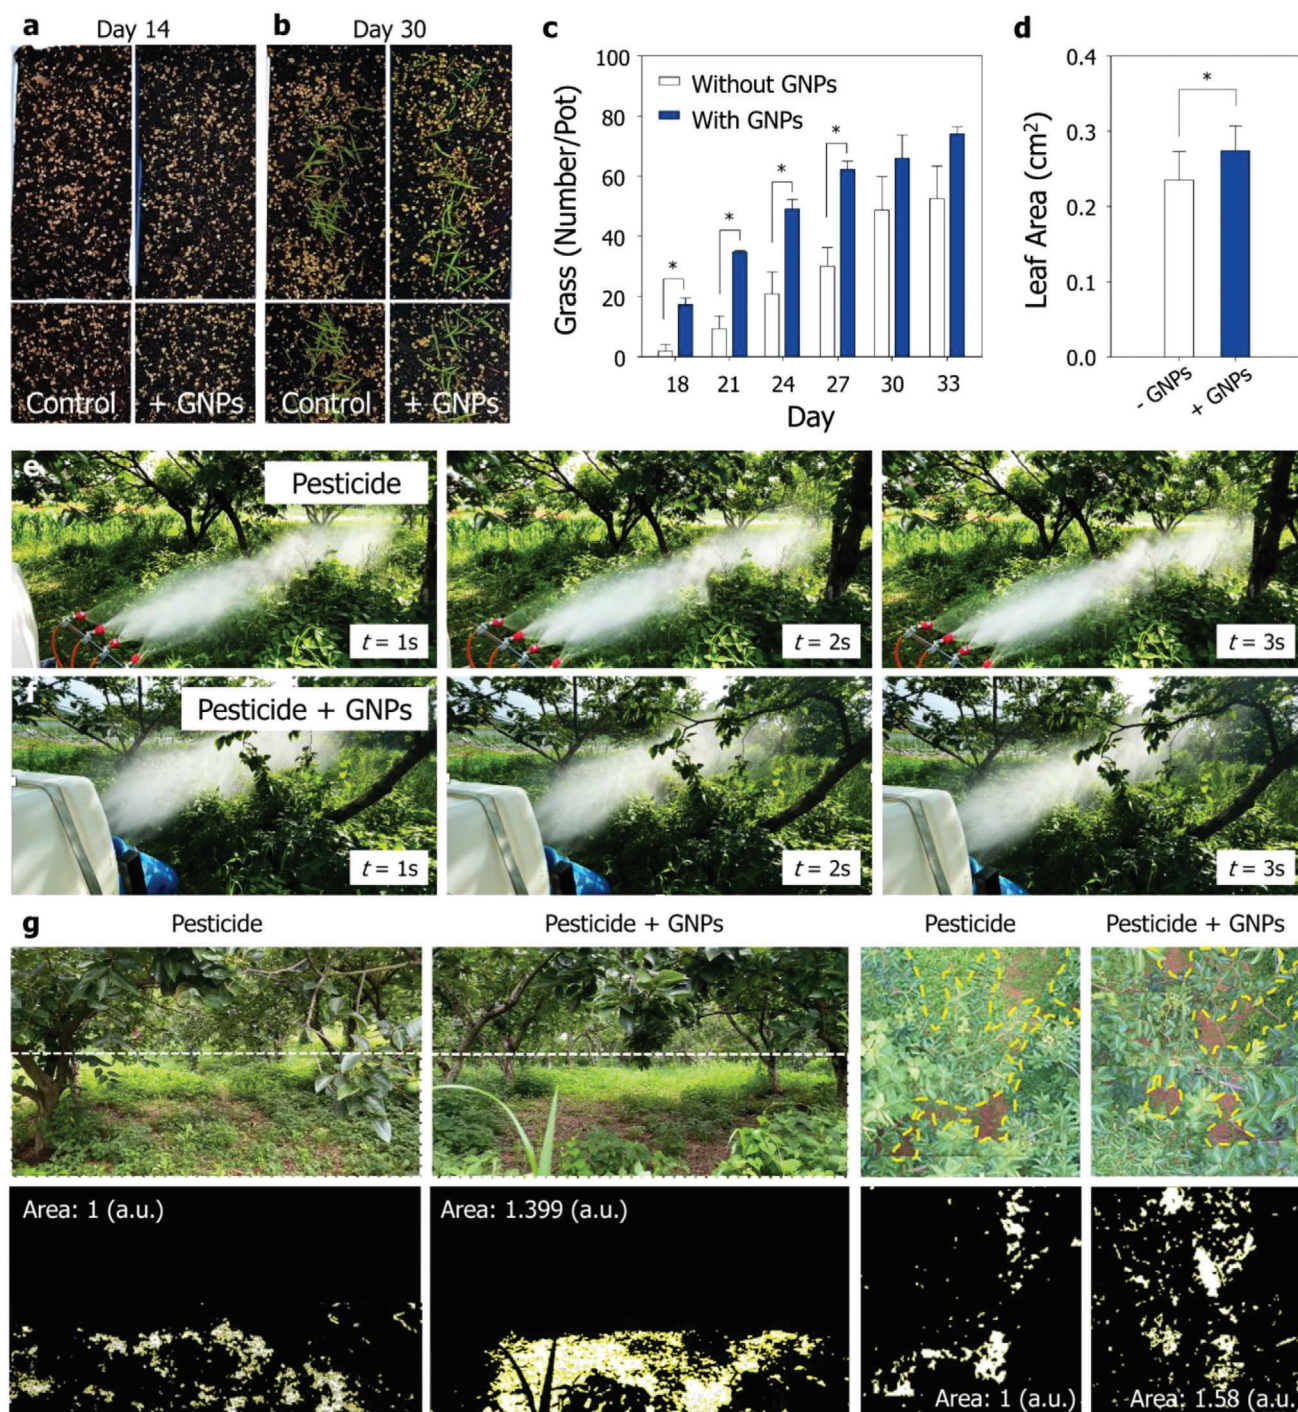 a
Day 14
b
Day 30
Control
+ GNPs
Control
+ GNPs
c
100
80
60
40
20
0
Grass (Number/Pot)
Without GNPs
With GNPs
*
*
*
*
18 21 24 27 30 33
Day
d
0.4
0.3
0.2
0.1
0.0
Leaf Area (cm²)
*
- GNPs
+ GNPs
e
Pesticide
t = 1s
t = 2s
t = 3s
f
Pesticide + GNPs
t = 1s
t = 2s
t = 3s
g
Pesticide
Pesticide + GNPs
Pesticide
Pesticide + GNPs
Area: 1 (a.u.)
Area: 1.399 (a.u.)
Area: 1 (a.u.)
Area: 1.58 (a.u.